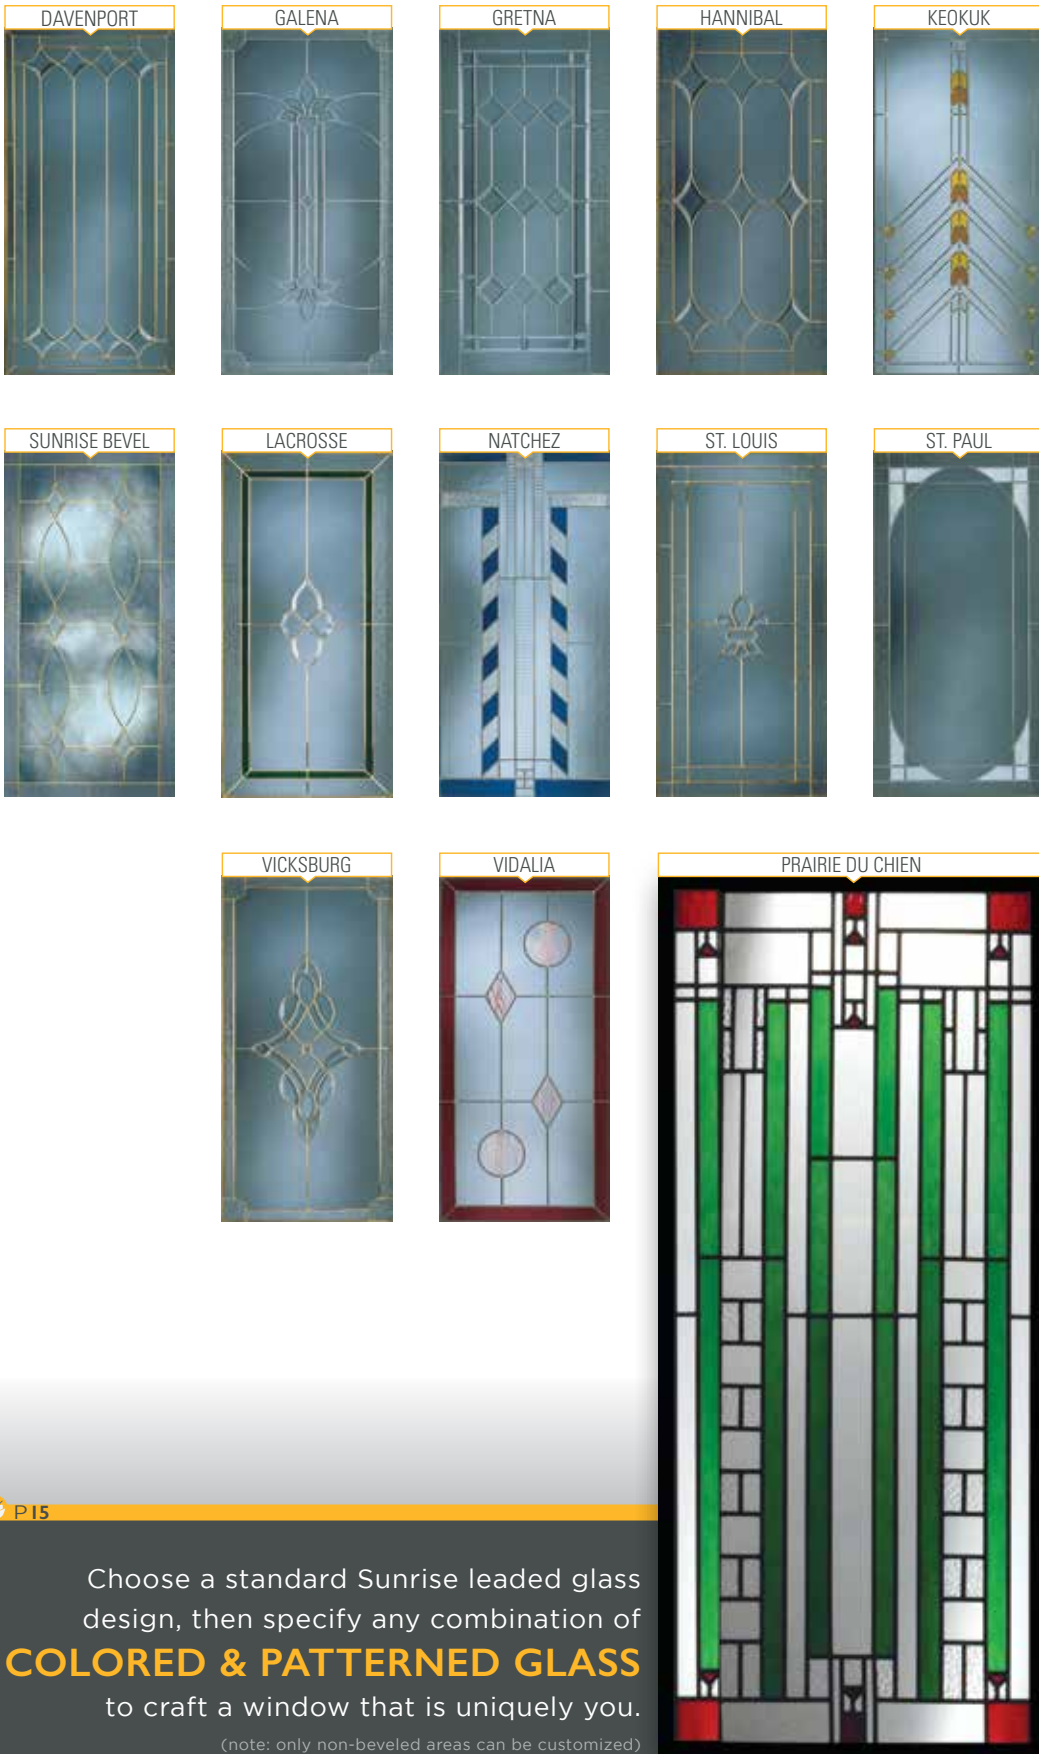 DAVENPORT
GALENA
GRETNA
HANNIBAL
KEOKUK
SUNRISE BEVEL
LACROSSE
NATCHEZ
ST. LOUIS
ST. PAUL
VICKSBURG
VIDALIA
PRAIRIE DU CHIEN
P15
Choose a standard Sunrise leaded glass
design, then specify any combination of
COLORED & PATTERNED GLASS
to craft a window that is uniquely you.
(note: only non-beveled areas can be customized)